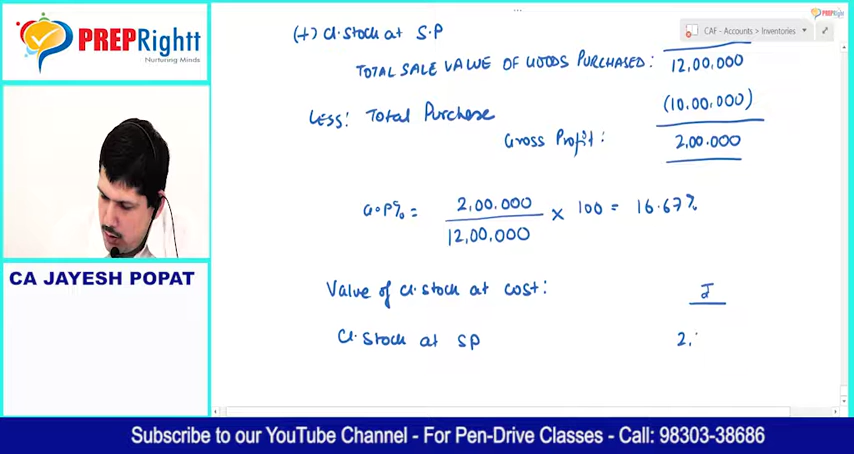 PREPRightt
Nurturing Minds
(+) Cl. Stock at S.P
CAF - Accounts > Inventories
PREPRightt
TOTAL SALE VALUE OF GOODS PURCHASED: 12,00,000
Less: Total Purchase (10,00,000)
Gross Profit: 2,00,000
G.P% = 2,00,000 / 12,00,000 × 100 = 16.67%
CA JAYESH POPAT
Value of Cl. stock at cost:
Cl. Stock at SP 2,
Subscribe to our YouTube Channel - For Pen-Drive Classes - Call: 98303-38686